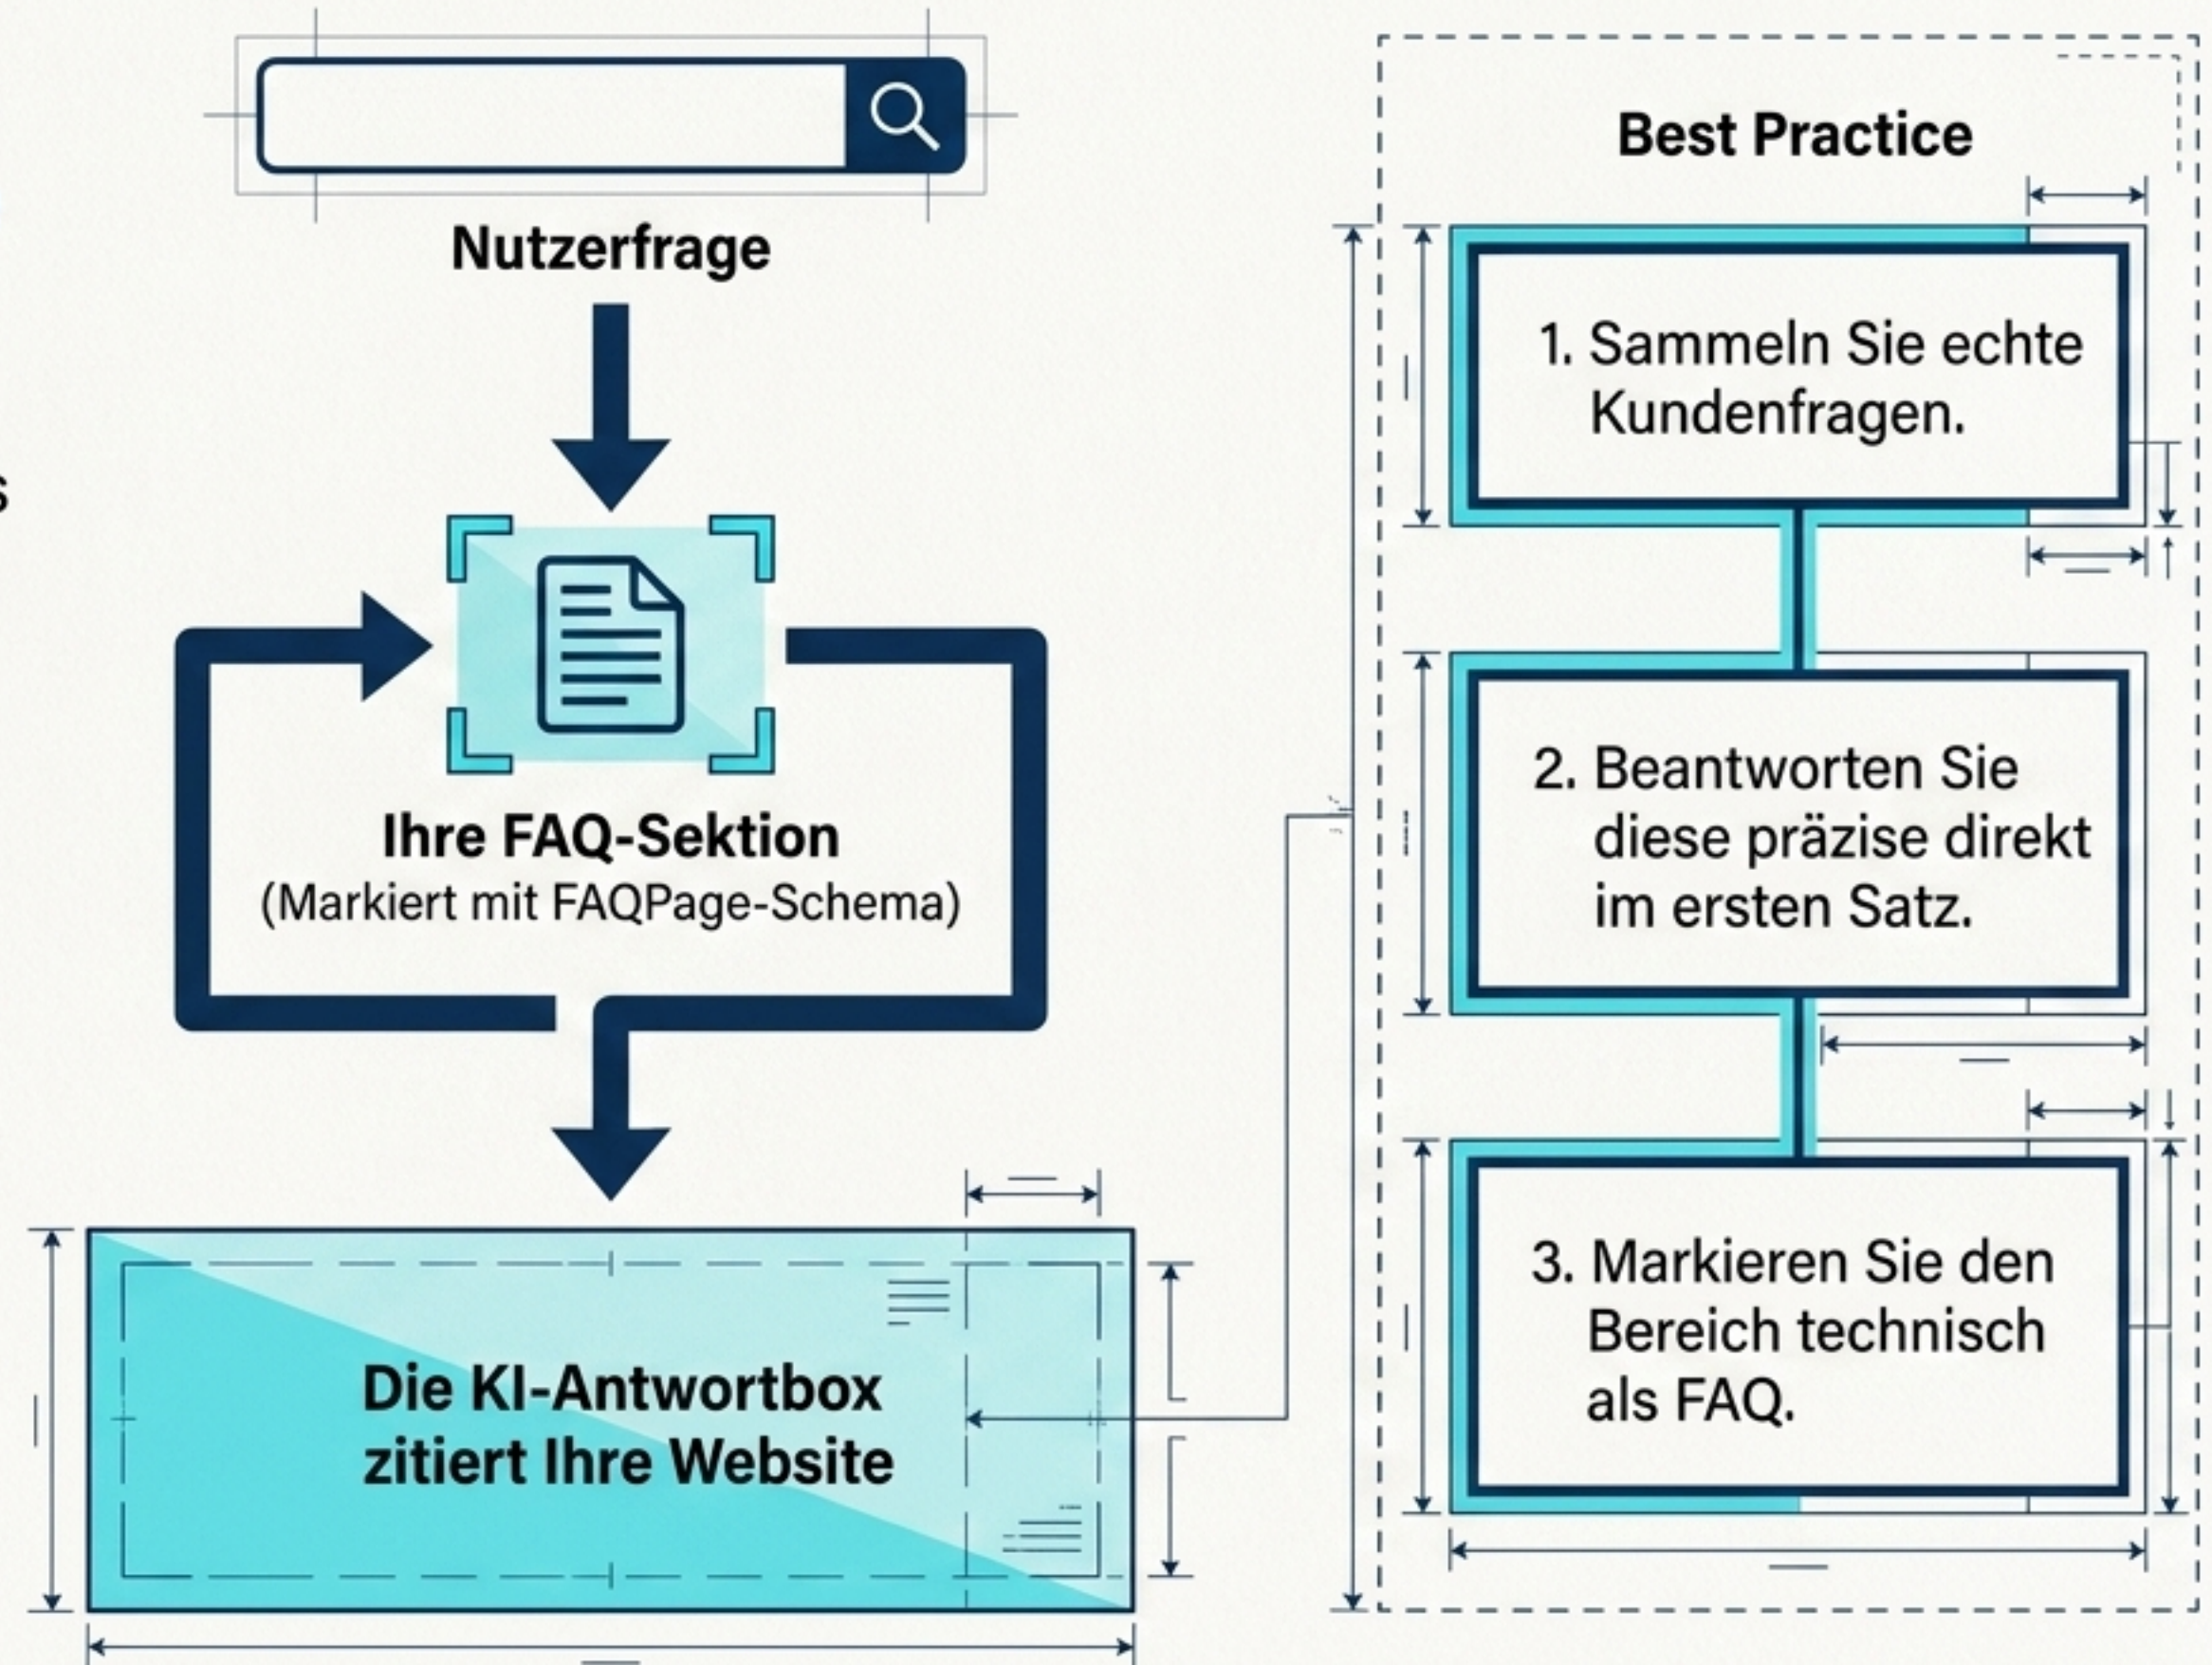 Nutzerfrage
Ihre FAQ-Sektion
(Markiert mit FAQPage-Schema)
Die KI-Antwortbox
zitiert Ihre Website
Best Practice
1. Sammeln Sie echte
Kundenfragen.
2. Beantworten Sie
diese präzise direkt
im ersten Satz.
3. Markieren Sie den
Bereich technisch
als FAQ.